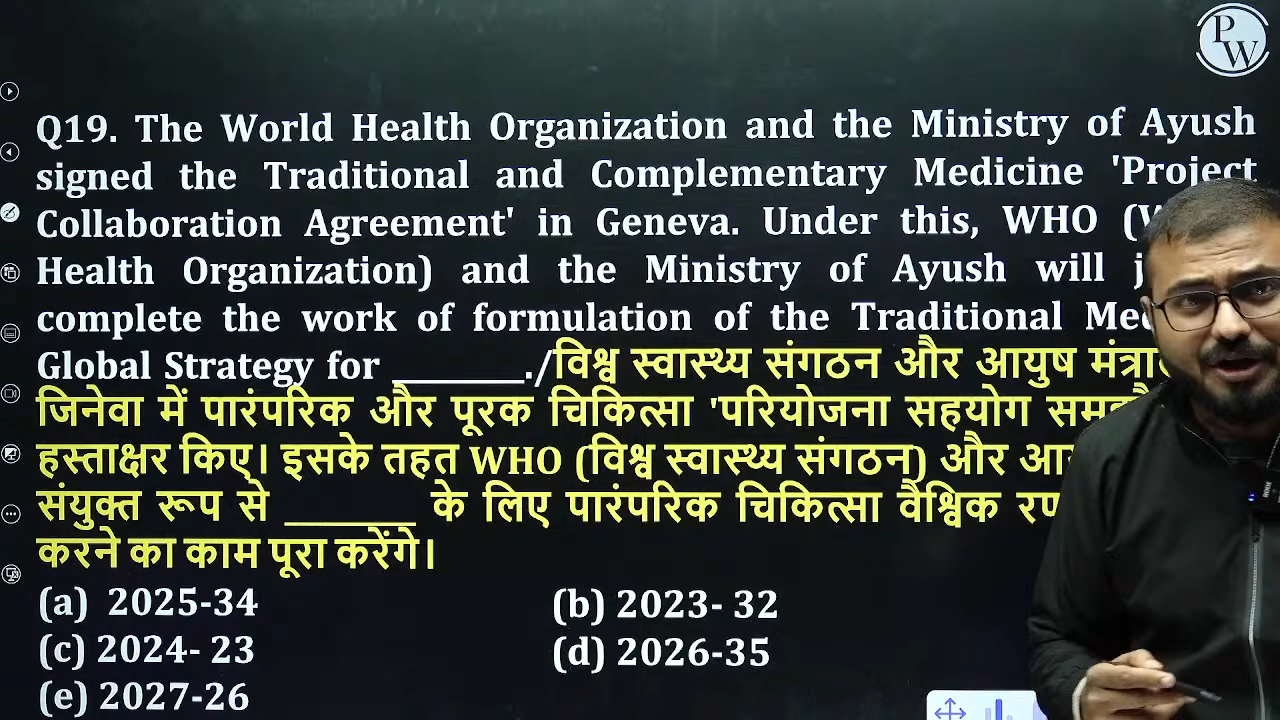 PW
Q19. The World Health Organization and the Ministry of Ayush
signed the Traditional and Complementary Medicine 'Project
Collaboration Agreement' in Geneva. Under this, WHO
Health Organization) and the Ministry of Ayush will
complete the work of formulation of the Traditional
Global Strategy for ______./विश्व स्वास्थ्य संगठन और आयुष
जिनेवा में पारंपरिक और पूरक चिकित्सा 'परियोजना सहयोग
हस्ताक्षर किए। इसके तहत WHO (विश्व स्वास्थ्य संगठन) और
संयुक्त रूप से ______ के लिए पारंपरिक चिकित्सा वैश्विक
करने का काम पूरा करेंगे।
(a) 2025-34
(b) 2023- 32
(c) 2024- 23
(d) 2026-35
(e) 2027-26